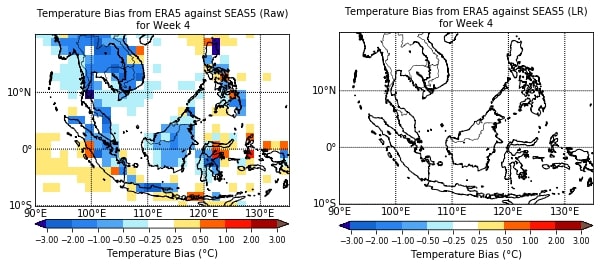 Temperature Bias from ERA5 against SEAS5 (Raw)
for Week 4
10°N
0°
10°S
90°E 100°E 110°E 120°E 130°E
−3.00 −2.00 −1.00 −0.50 −0.25 0.25 0.50 1.00 2.00 3.00
Temperature Bias (°C)
Temperature Bias from ERA5 against SEAS5 (LR)
for Week 4
10°N
0°
10°S
90°E 100°E 110°E 120°E 130°E
−3.00 −2.00 −1.00 −0.50 −0.25 0.25 0.50 1.00 2.00 3.00
Temperature Bias (°C)